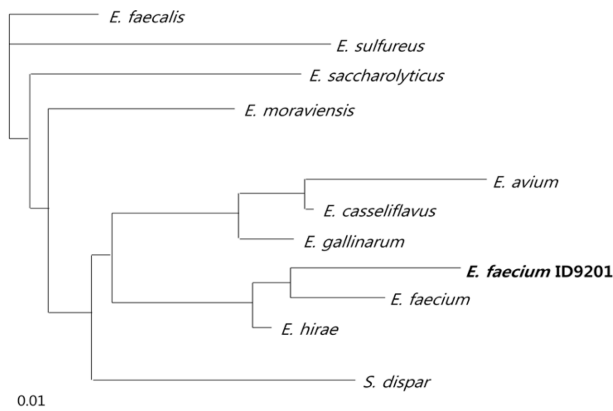 E. faecalis
E. sulfureus
E. saccharolyticus
E. moraviensis
E. avium
E. casseliflavus
E. gallinarum
E. faecium ID9201
E. faecium
E. hirae
S. dispar
0.01